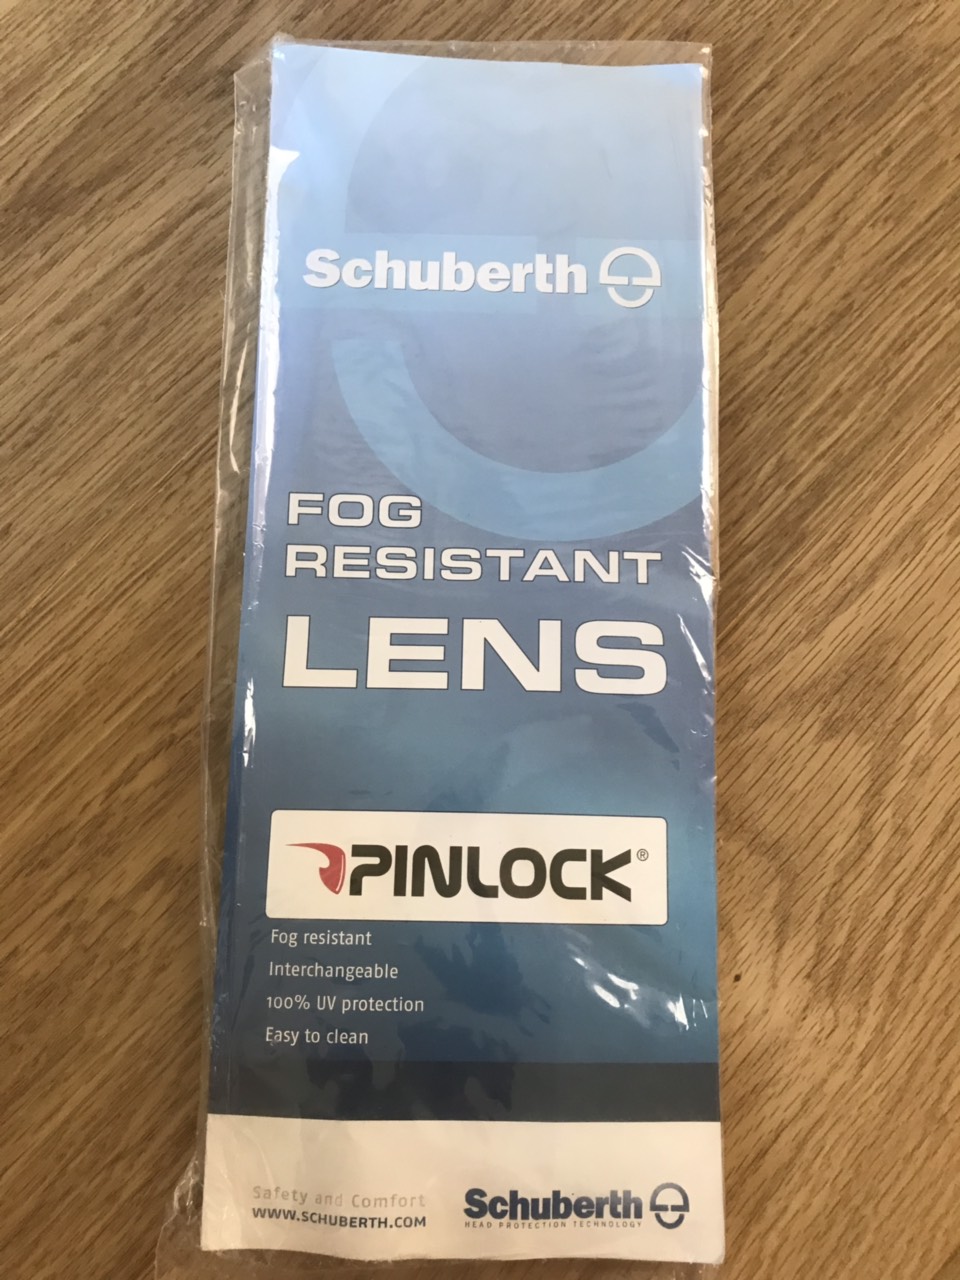 Schuberth
FOG
RESISTANT
LENS
PINLOCK®
Fog resistant
Interchangeable
100% UV protection
Easy to clean
Safety and Comfort
WWW.SCHUBERTH.COM
Schuberth
HEAD PROTECTION TECHNOLOGY